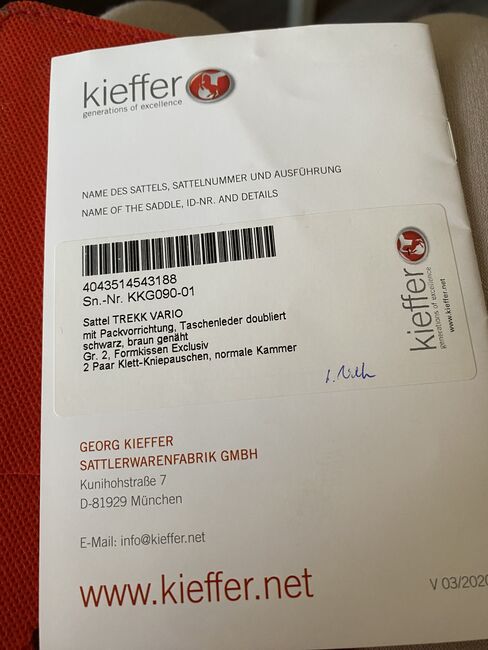 kieffer
generations of excellence
NAME DES SATTELS, SATTELNUMMER UND AUSFÜHRUNG
NAME OF THE SADDLE, ID-NR. AND DETAILS
4043514543188
Sn.-Nr. KKG090-01
Sattel TREKK VARIO
mit Packvorrichtung, Taschenleder doubliert
schwarz, braun genäht
Gr. 2, Formkissen Exclusiv
2 Paar Klett-Kniepauschen, normale Kammer
kieffer
generations of excellence
www.kieffer.net
GEORG KIEFFER
SATTLERWARENFABRIK GMBH
Kunihohstraße 7
D-81929 München
E-Mail: info@kieffer.net
www.kieffer.net
V 03/2020